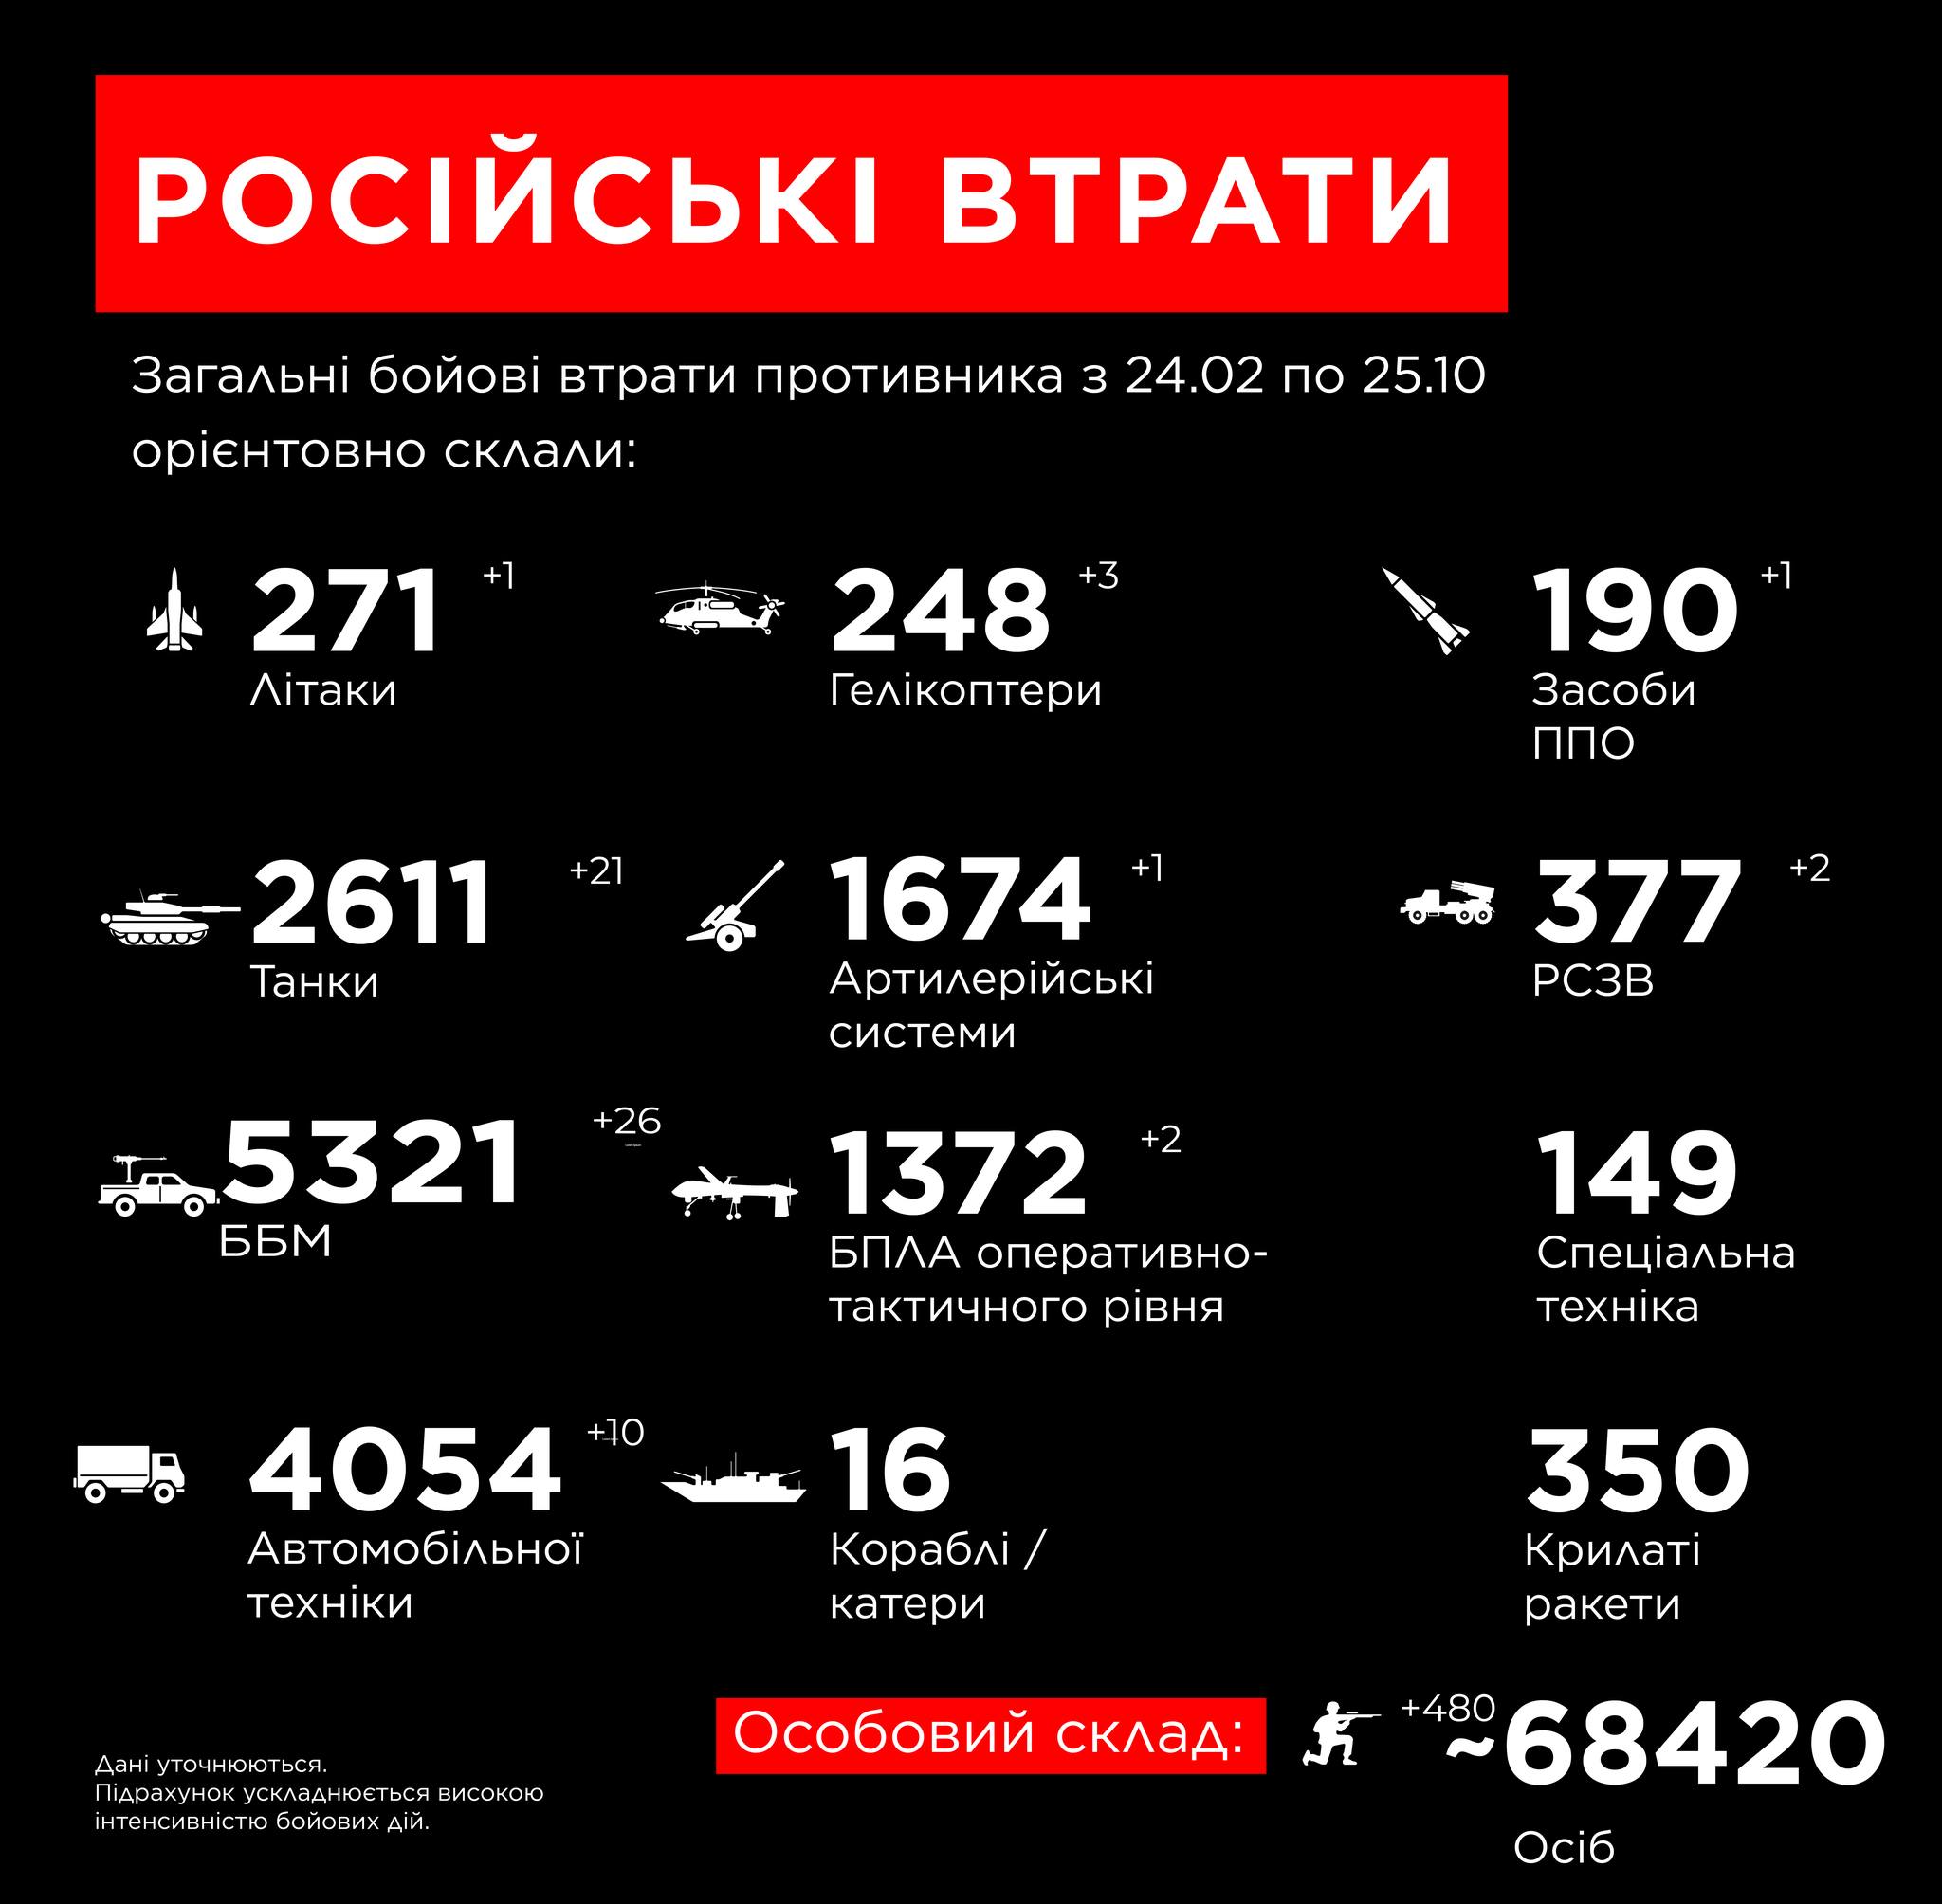 РОСІЙСЬКІ ВТРАТИ
Загальні бойові втрати противника з 24.02 по 25.10
орієнтовно склали:
271 +1
Літаки
248 +3
Гелікоптери
190 +1
Засоби
ППО
2611 +21
Танки
1674 +1
Артилерійські
системи
377 +2
РСЗВ
5321 +26
ББМ
1372 +2
БПЛА оперативно-
тактичного рівня
149
Спеціальна
техніка
4054 +10
Автомобільної
техніки
16
Кораблі /
катери
350
Крилаті
ракети
Особовий склад:
+480
~68420
Осіб
Дані уточнюються.
Підрахунок ускладнюється високою
інтенсивністю бойових дій.